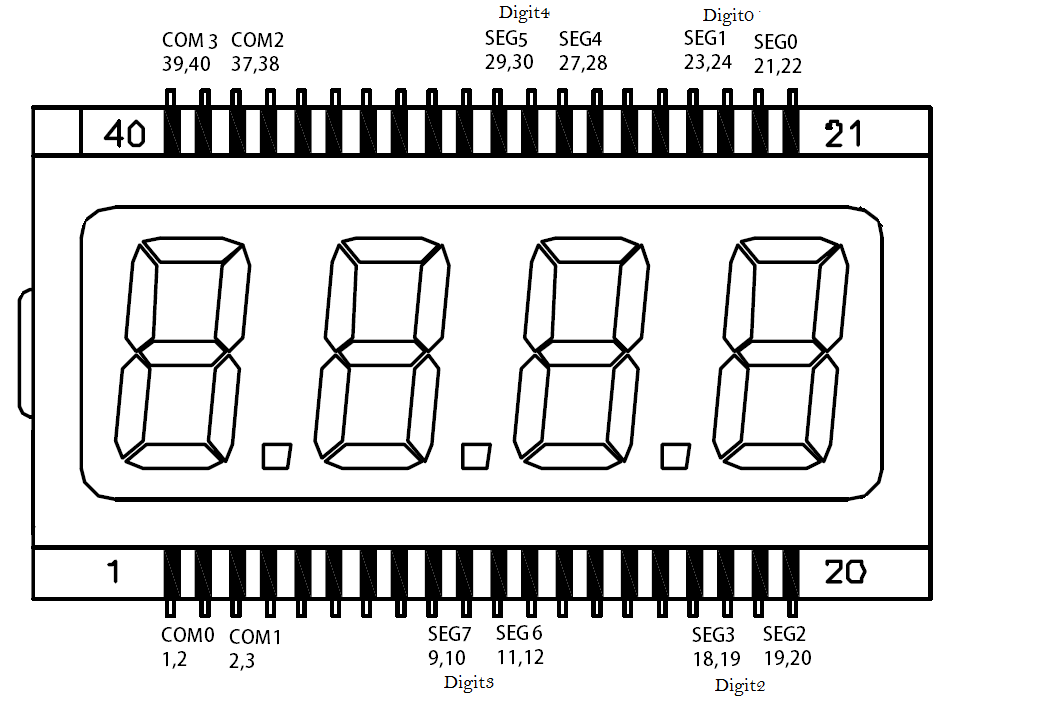 Digit4 Digit0
COM 3 COM2 SEG5 SEG4 SEG1 SEG0
39,40 37,38 29,30 27,28 23,24 21,22
40 21
1 20
COM0 COM1 SEG7 SEG 6 SEG3 SEG2
1,2 2,3 9,10 11,12 18,19 19,20
Digit3 Digit2